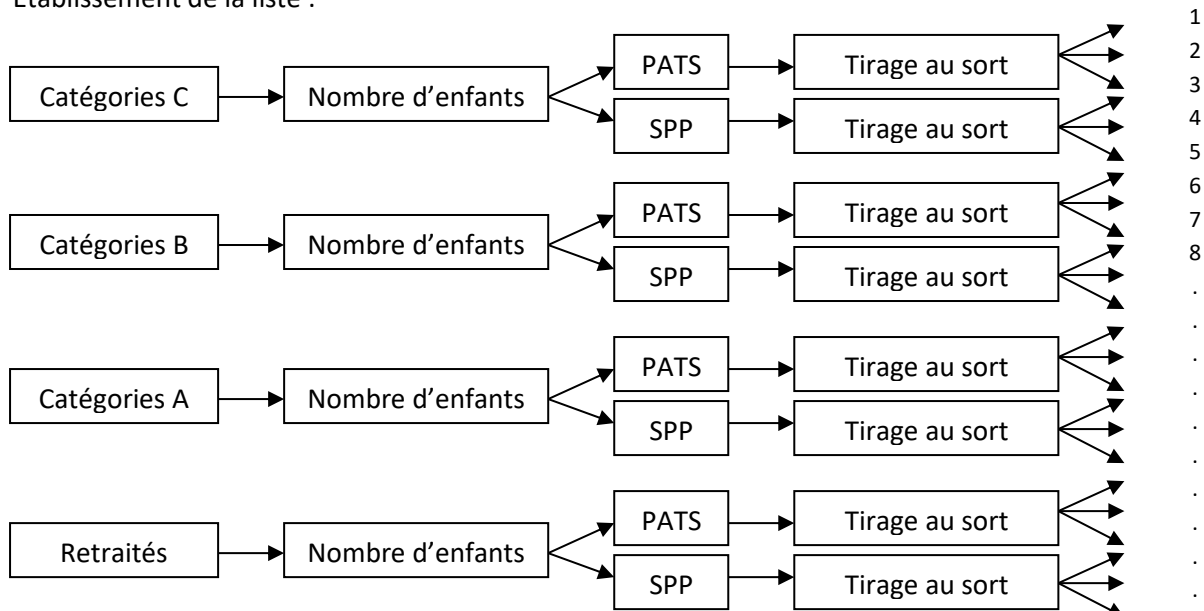 Etablissement de la liste :
Catégories C
Nombre d'enfants
PATS
Tirage au sort
SPP
Tirage au sort
Catégories B
Nombre d'enfants
PATS
Tirage au sort
SPP
Tirage au sort
Catégories A
Nombre d'enfants
PATS
Tirage au sort
SPP
Tirage au sort
Retraités
Nombre d'enfants
PATS
Tirage au sort
SPP
Tirage au sort
1
2
3
4
5
6
7
8
.
.
.
.
.
.
.
.
.
.